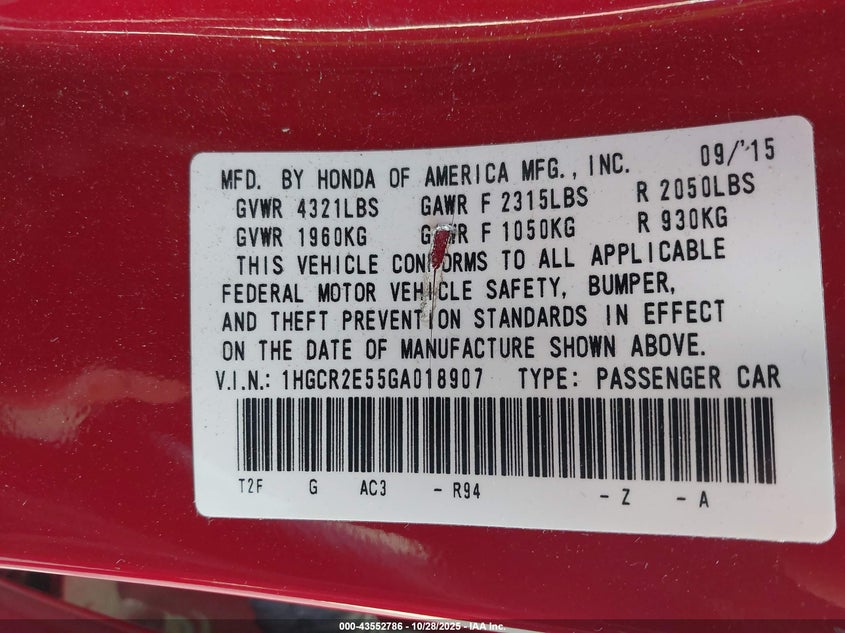 MFD. BY HONDA OF AMERICA MFG., INC. 09/'15
GVWR 4321LBS GAWR F 2315LBS R 2050LBS
GVWR 1960KG GAWR F 1050KG R 930KG
THIS VEHICLE CONFORMS TO ALL APPLICABLE
FEDERAL MOTOR VEHICLE SAFETY, BUMPER,
AND THEFT PREVENTION STANDARDS IN EFFECT
ON THE DATE OF MANUFACTURE SHOWN ABOVE.
V.I.N.: 1HGCR2E55GA018907 TYPE: PASSENGER CAR
T2F G AC3 - R94 - Z - A
000-43552786 - 10/28/2025 - IAA Inc.